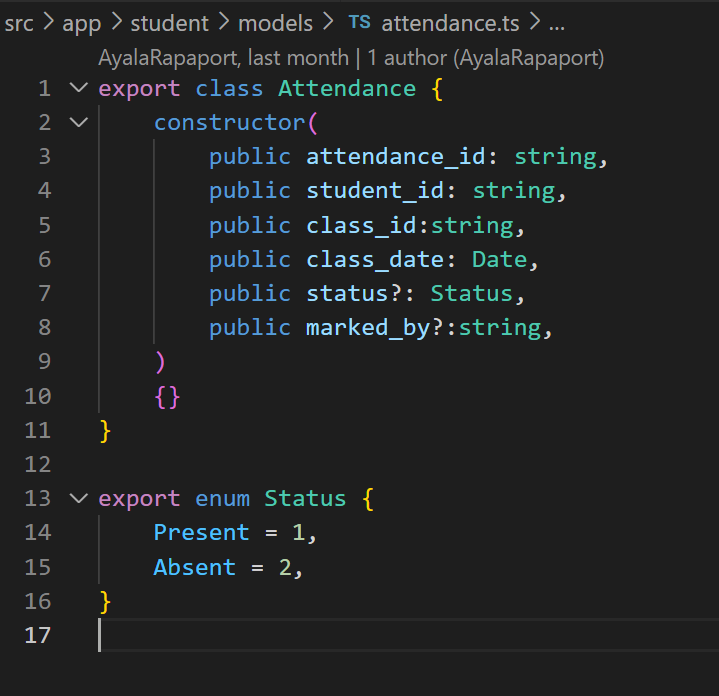 src > app > student > models > TS attendance.ts > ...
AyalaRapaport, last month | 1 author (AyalaRapaport)
1 export class Attendance {
2     constructor(
3         public attendance_id: string,
4         public student_id: string,
5         public class_id:string,
6         public class_date: Date,
7         public status?: Status,
8         public marked_by?:string,
9     )
10     {}
11 }
12
13 export enum Status {
14     Present = 1,
15     Absent = 2,
16 }
17